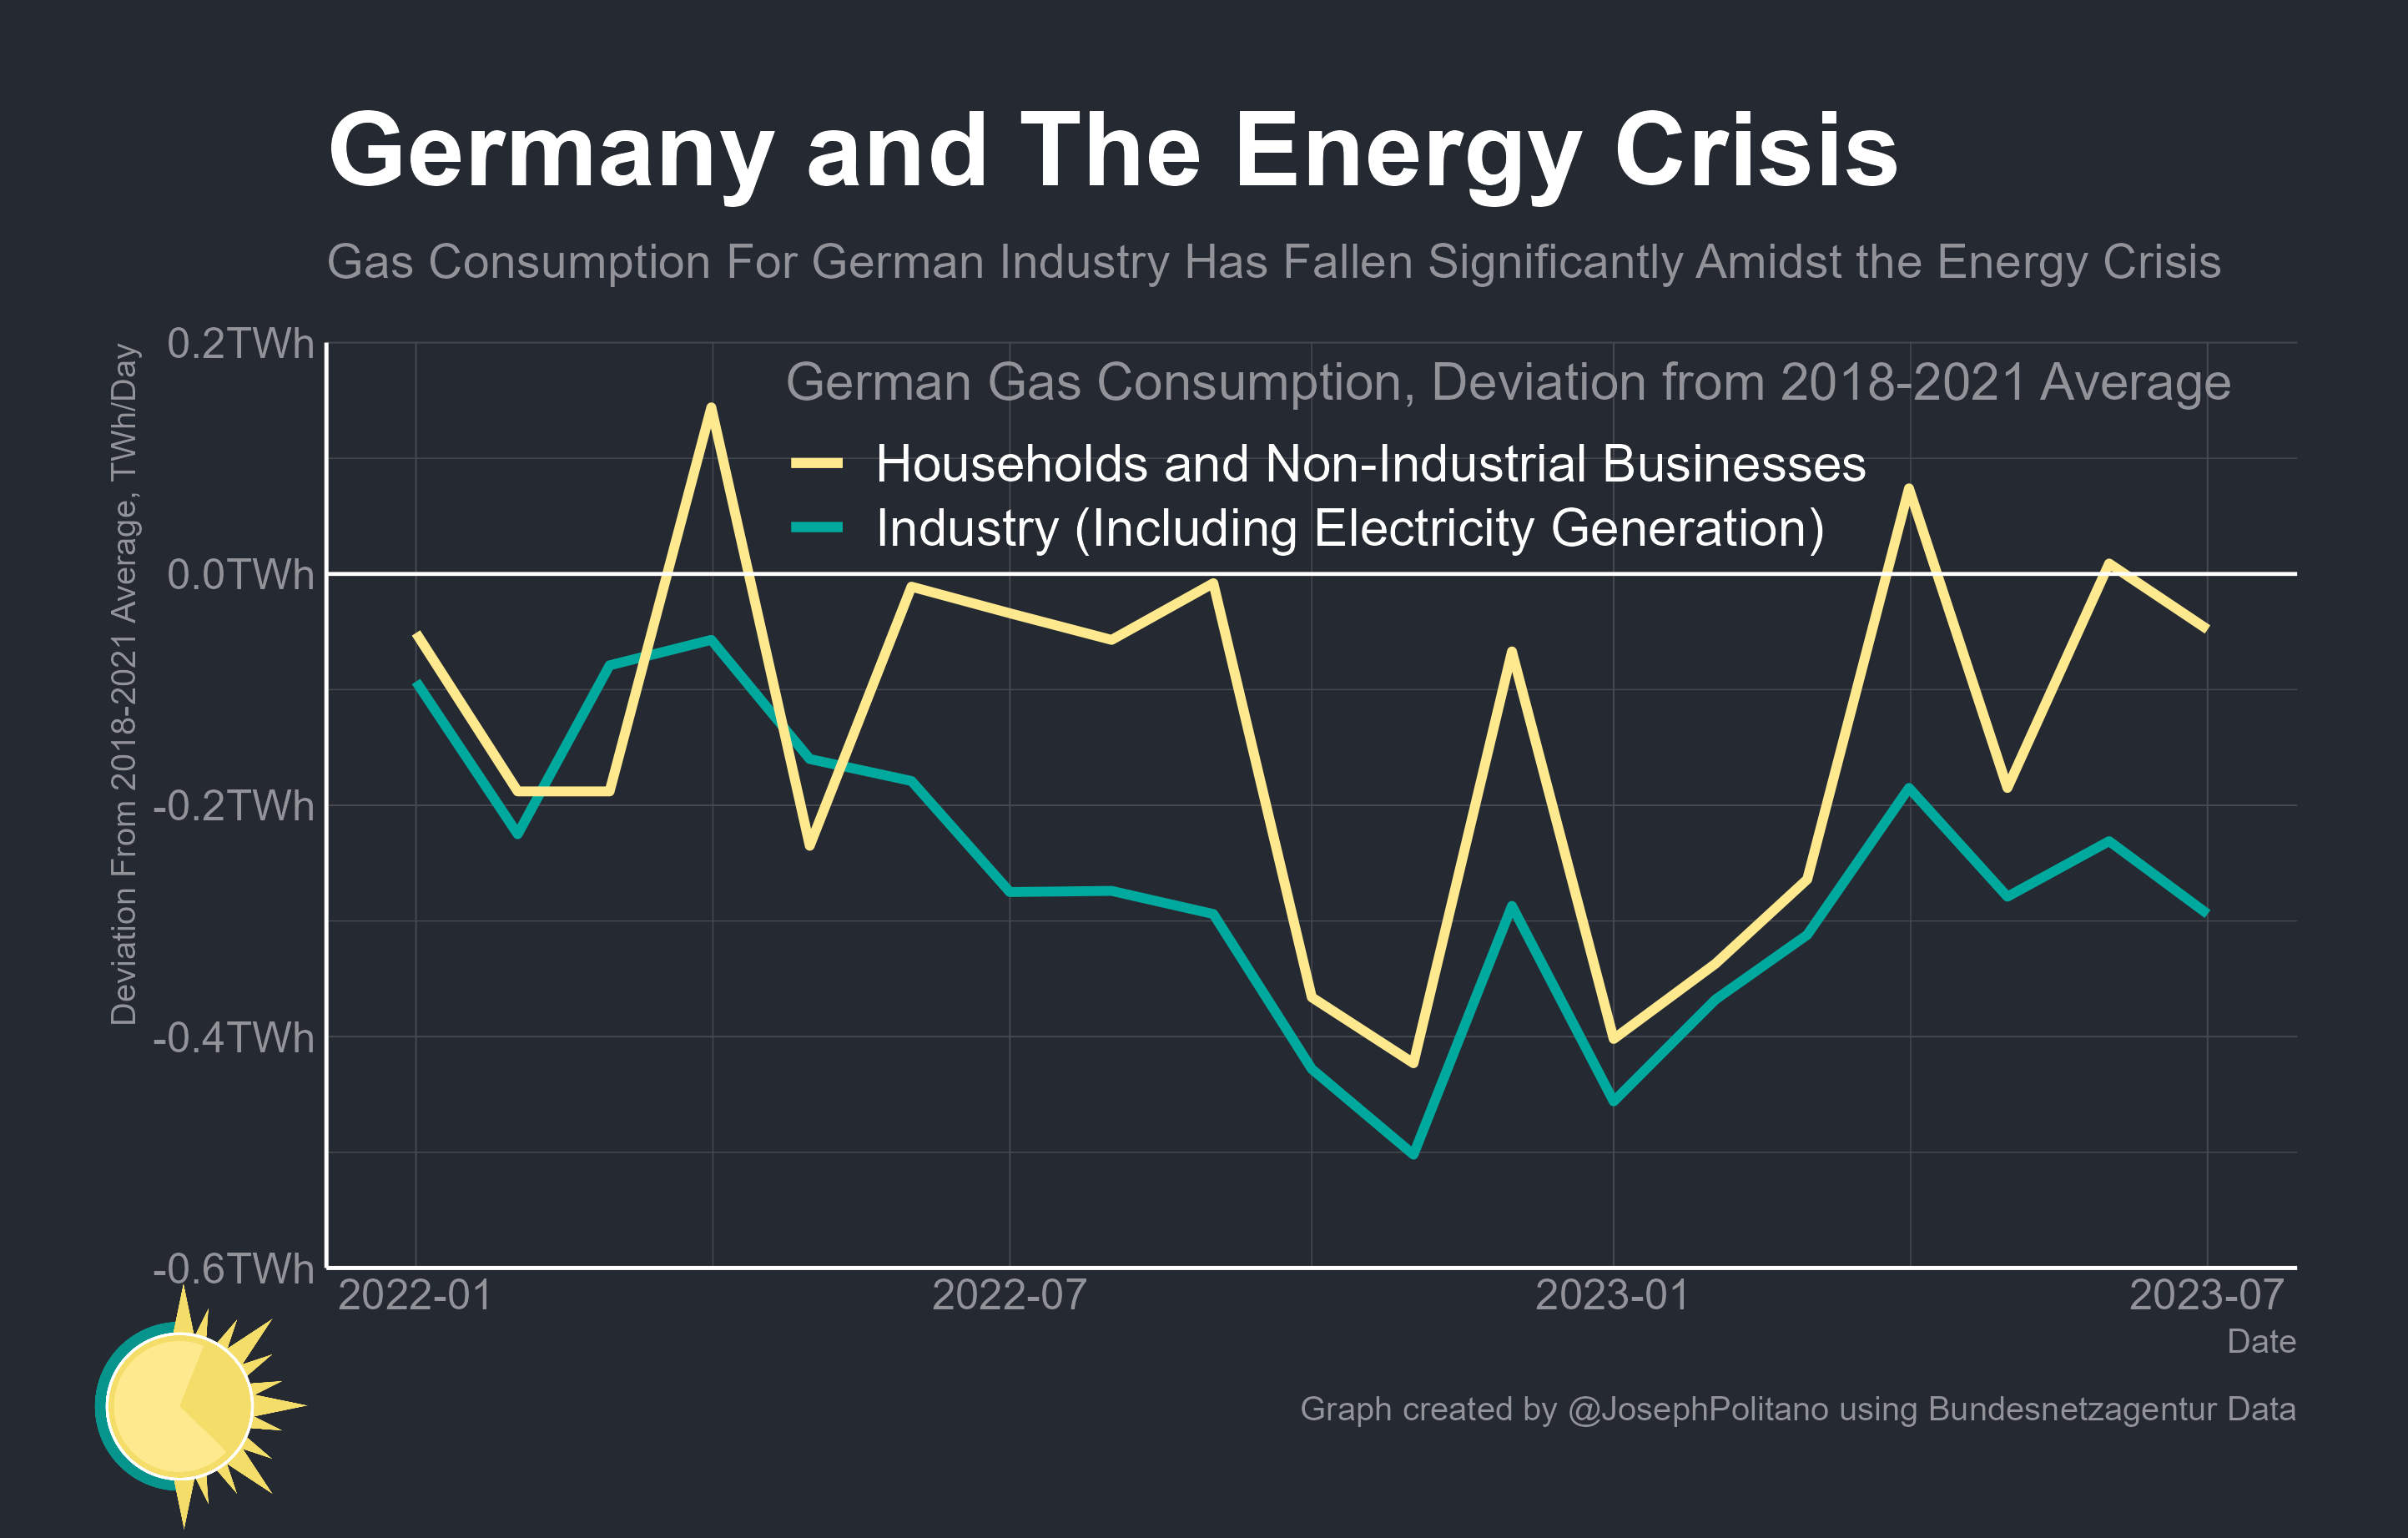 Germany and The Energy Crisis
Gas Consumption For German Industry Has Fallen Significantly Amidst the Energy Crisis
Deviation From 2018-2021 Average, TWh/Day
0.2TWh
0.0TWh
-0.2TWh
-0.4TWh
-0.6TWh
German Gas Consumption, Deviation from 2018-2021 Average
Households and Non-Industrial Businesses
Industry (Including Electricity Generation)
2022-01
2022-07
2023-01
2023-07
Date
Graph created by @JosephPolitano using Bundesnetzagentur Data